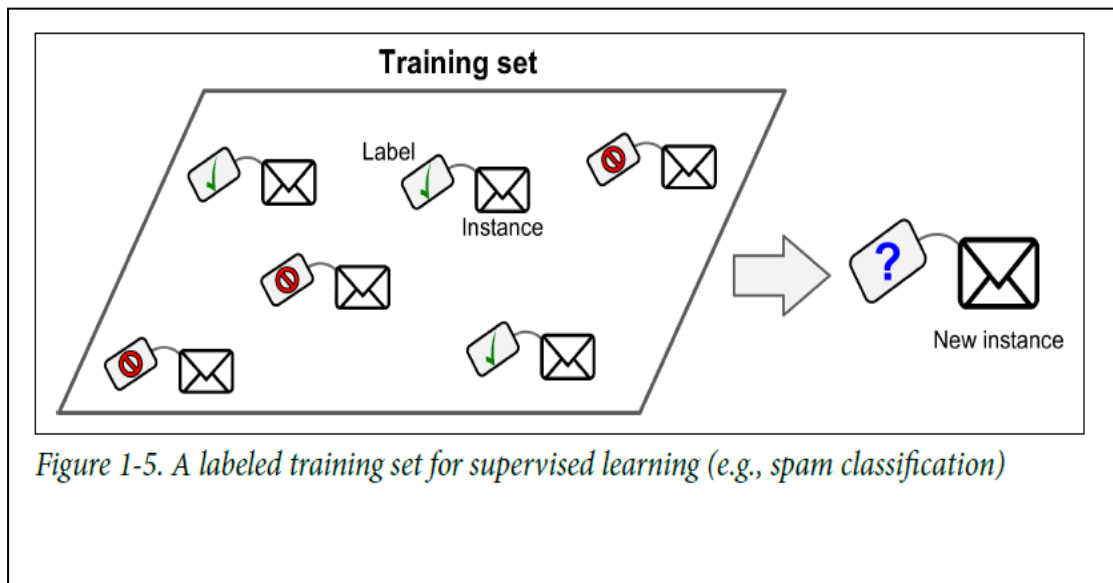 Training set
Label
Instance
?
New instance
Figure 1-5. A labeled training set for supervised learning (e.g., spam classification)